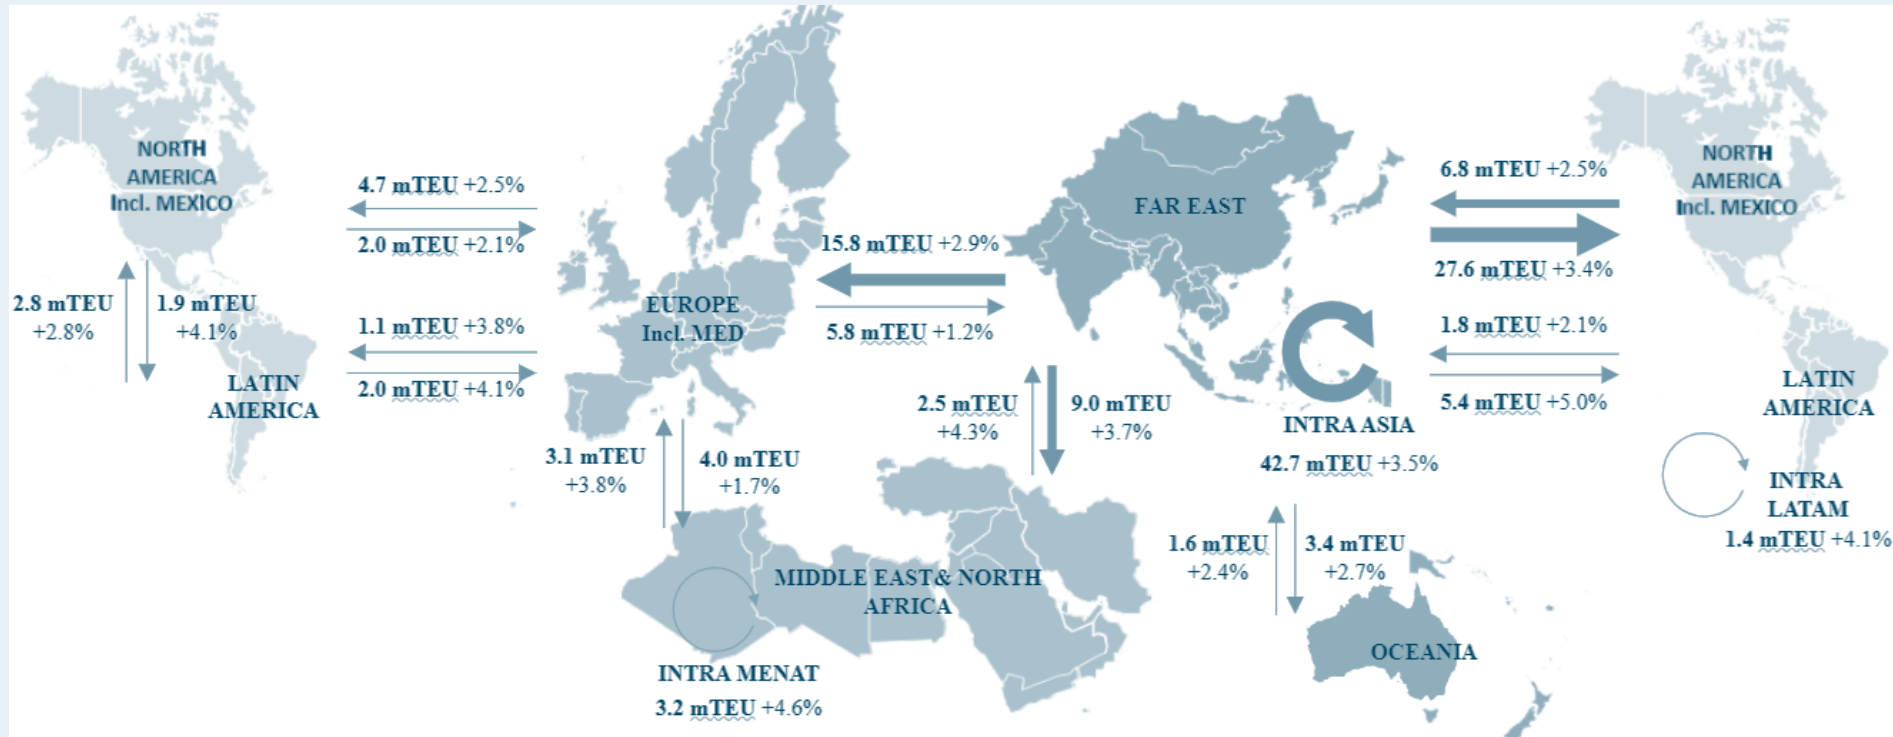 NORTH
AMERICA
Incl. MEXICO
4.7 mTEU +2.5%
2.0 mTEU +2.1%
2.8 mTEU
+2.8%
1.9 mTEU
+4.1%
1.1 mTEU +3.8%
2.0 mTEU +4.1%
LATIN
AMERICA
EUROPE
Incl. MED
15.8 mTEU +2.9%
5.8 mTEU +1.2%
3.1 mTEU
+3.8%
4.0 mTEU
+1.7%
MIDDLE EAST& NORTH
AFRICA
INTRA MENAT
3.2 mTEU +4.6%
FAR EAST
2.5 mTEU
+4.3%
9.0 mTEU
+3.7%
INTRA ASIA
42.7 mTEU +3.5%
1.6 mTEU
+2.4%
3.4 mTEU
+2.7%
OCEANIA
6.8 mTEU +2.5%
27.6 mTEU +3.4%
1.8 mTEU +2.1%
5.4 mTEU +5.0%
NORTH
AMERICA
Incl. MEXICO
LATIN
AMERICA
INTRA
LATAM
1.4 mTEU +4.1%